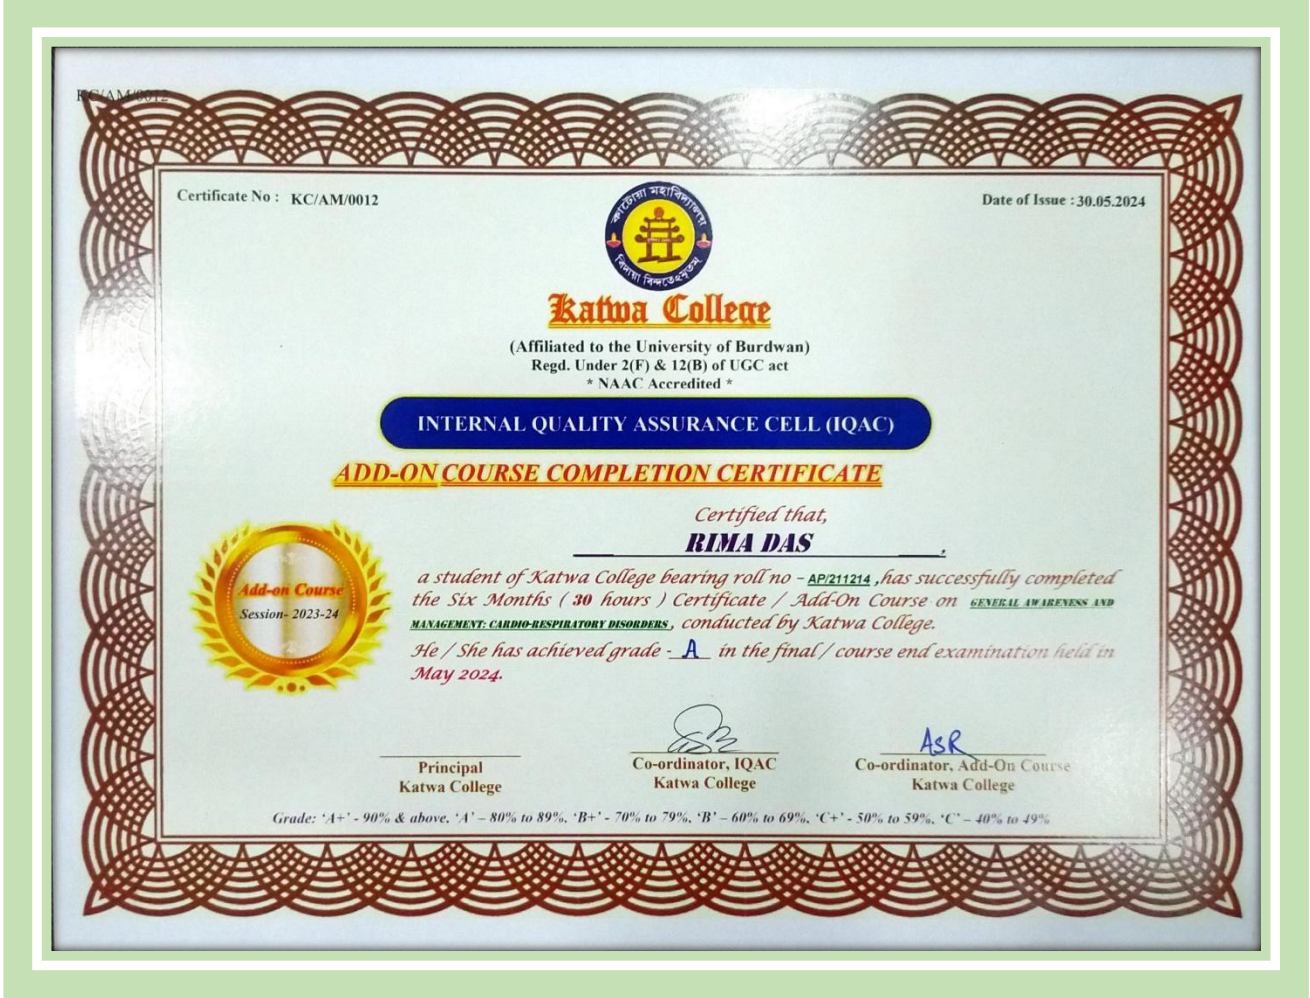 KC/AM/0012
Certificate No : KC/AM/0012
Date of Issue : 30.05.2024
কাটোয়া মহাবিদ্যালয়
বিদ্যয়া বিন্দতেঽমৃতম্
Katwa College
(Affiliated to the University of Burdwan)
Regd. Under 2(F) & 12(B) of UGC act
* NAAC Accredited *
INTERNAL QUALITY ASSURANCE CELL (IQAC)
ADD-ON COURSE COMPLETION CERTIFICATE
Certified that,
RIMA DAS ,
Add-on Course
Session- 2023-24
a student of Katwa College bearing roll no - AP/211214 , has successfully completed
the Six Months ( 30 hours ) Certificate / Add-On Course on GENERAL AWARENESS AND
MANAGEMENT: CARDIO-RESPIRATORY DISORDERS , conducted by Katwa College.
He / She has achieved grade - A in the final / course end examination held in
May 2024.
ASR
Principal
Katwa College
Co-ordinator, IQAC
Katwa College
Co-ordinator, Add-On Course
Katwa College
Grade: 'A+' - 90% & above, 'A' – 80% to 89%, 'B+' - 70% to 79%, 'B' – 60% to 69%, 'C+' - 50% to 59%, 'C' – 40% to 49%